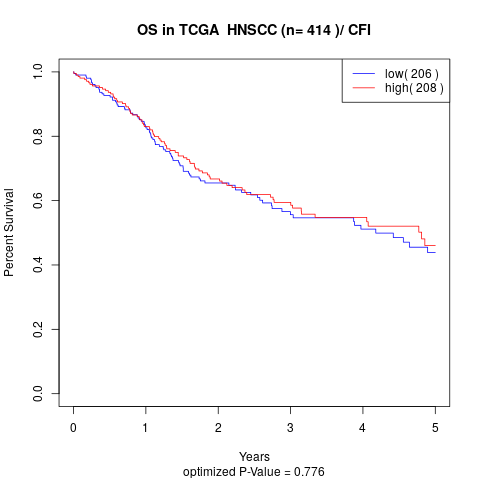 OS in TCGA  HNSCC (n= 414 )/ CFI
low( 206 )
high( 208 )
Percent Survival
1.0
0.8
0.6
0.4
0.2
0.0
0 1 2 3 4 5
Years
optimized P-Value = 0.776